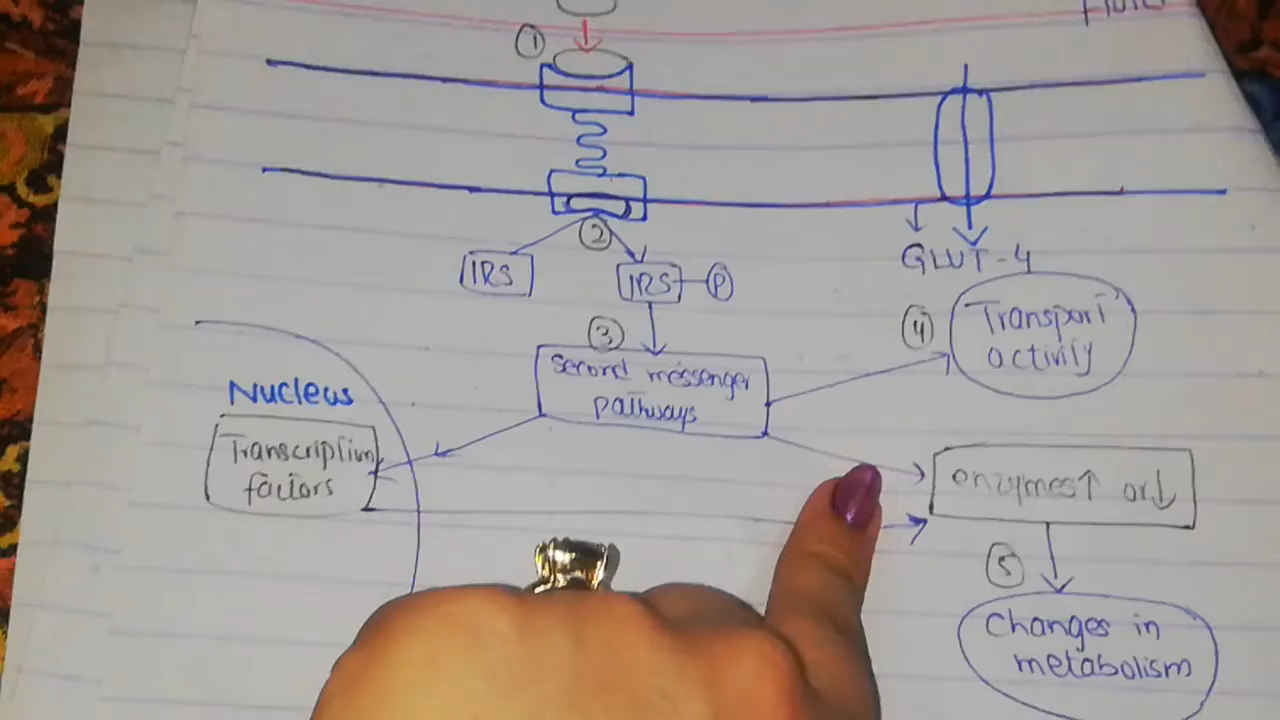 Fluid
①
②
IRS
IRS
P
GLUT-4
③
second messenger
pathways
④
Transport
activity
Nucleus
Transcription
factors
enzymes↑ or↓
⑤
Changes in
metabolism